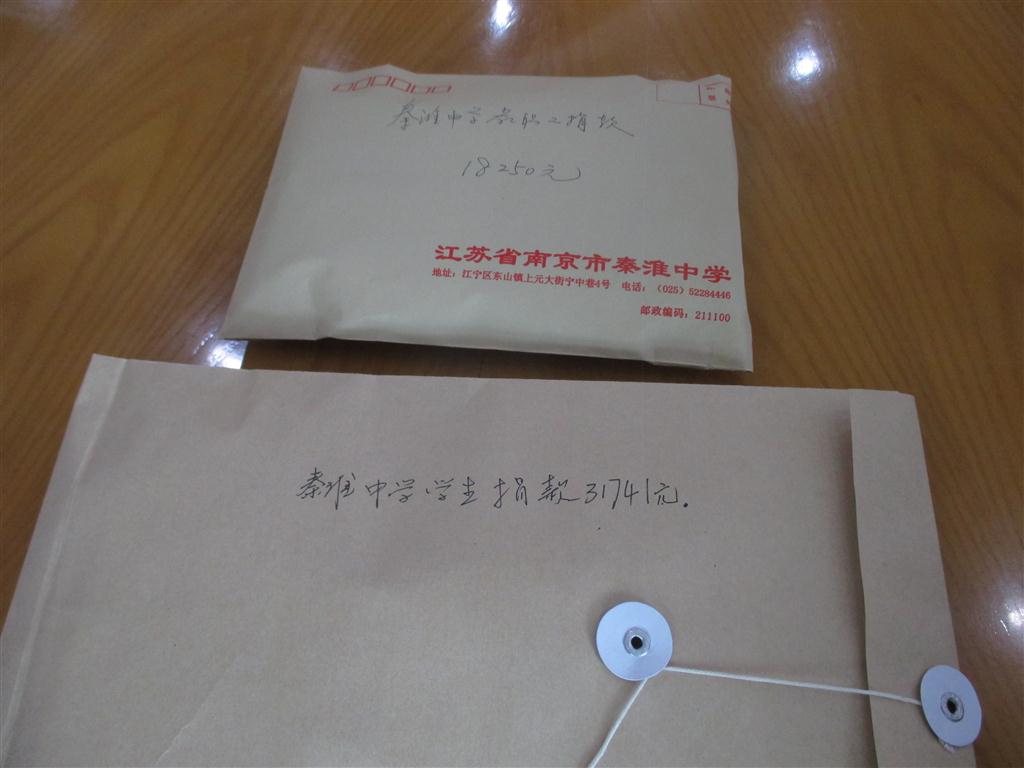 秦淮中学教职工捐款
18250元
江苏省南京市秦淮中学
地址：江宁区东山镇上元大街宁中巷4号 电话：（025）52284446
邮政编码：211100
秦淮中学学生捐款31741元.